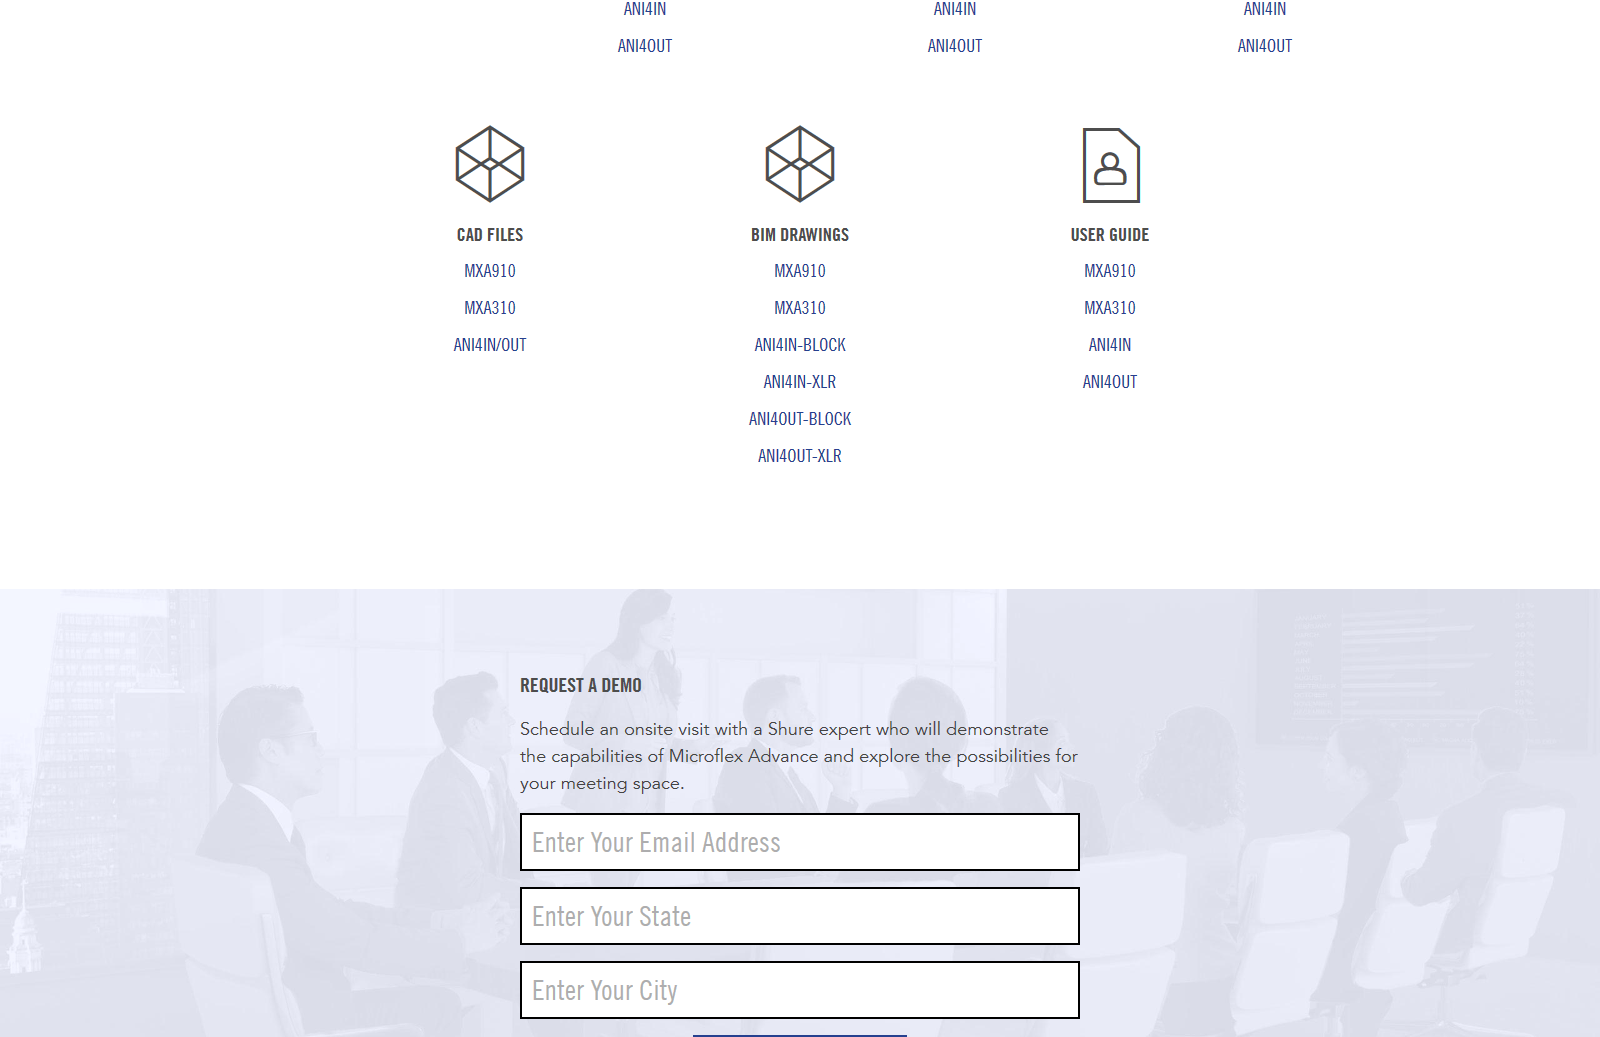 ANI4IN
ANI4IN
ANI4IN
ANI4OUT
ANI4OUT
ANI4OUT
CAD FILES
MXA910
MXA310
ANI4IN/OUT
BIM DRAWINGS
MXA910
MXA310
ANI4IN-BLOCK
ANI4IN-XLR
ANI4OUT-BLOCK
ANI4OUT-XLR
USER GUIDE
MXA910
MXA310
ANI4IN
ANI4OUT
REQUEST A DEMO
Schedule an onsite visit with a Shure expert who will demonstrate
the capabilities of Microflex Advance and explore the possibilities for
your meeting space.
Enter Your Email Address
Enter Your State
Enter Your City